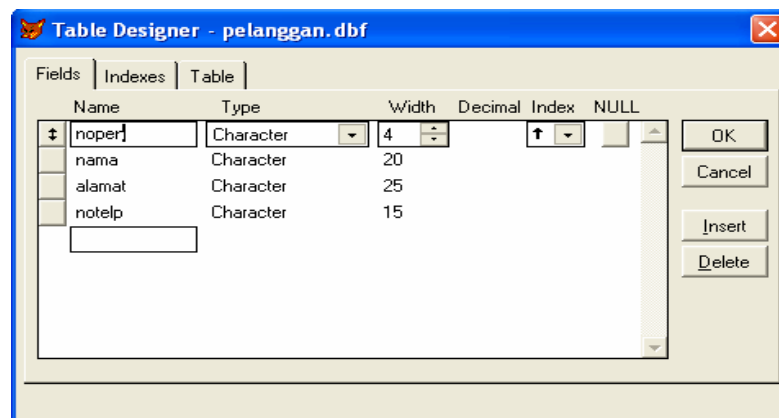 Table Designer - pelanggan.dbf
Fields Indexes Table
Name Type Width Decimal Index NULL
noper Character 4 OK
nama Character 20
Cancel
alamat Character 25
notelp Character 15
Insert
Delete